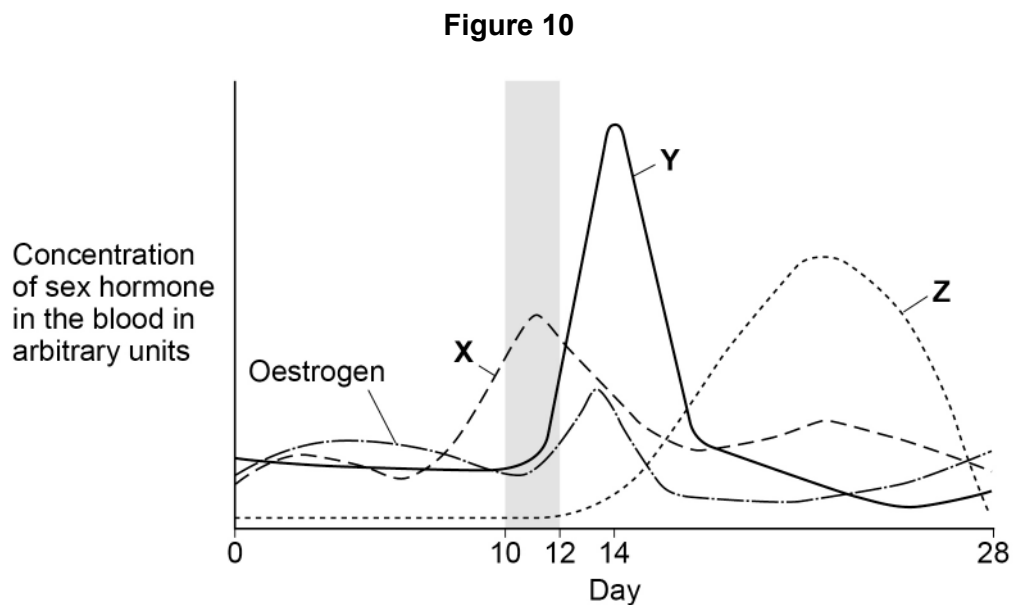 Figure 10
Concentration
of sex hormone
in the blood in
arbitrary units
Oestrogen
X
Y
Z
0
10
12
14
28
Day